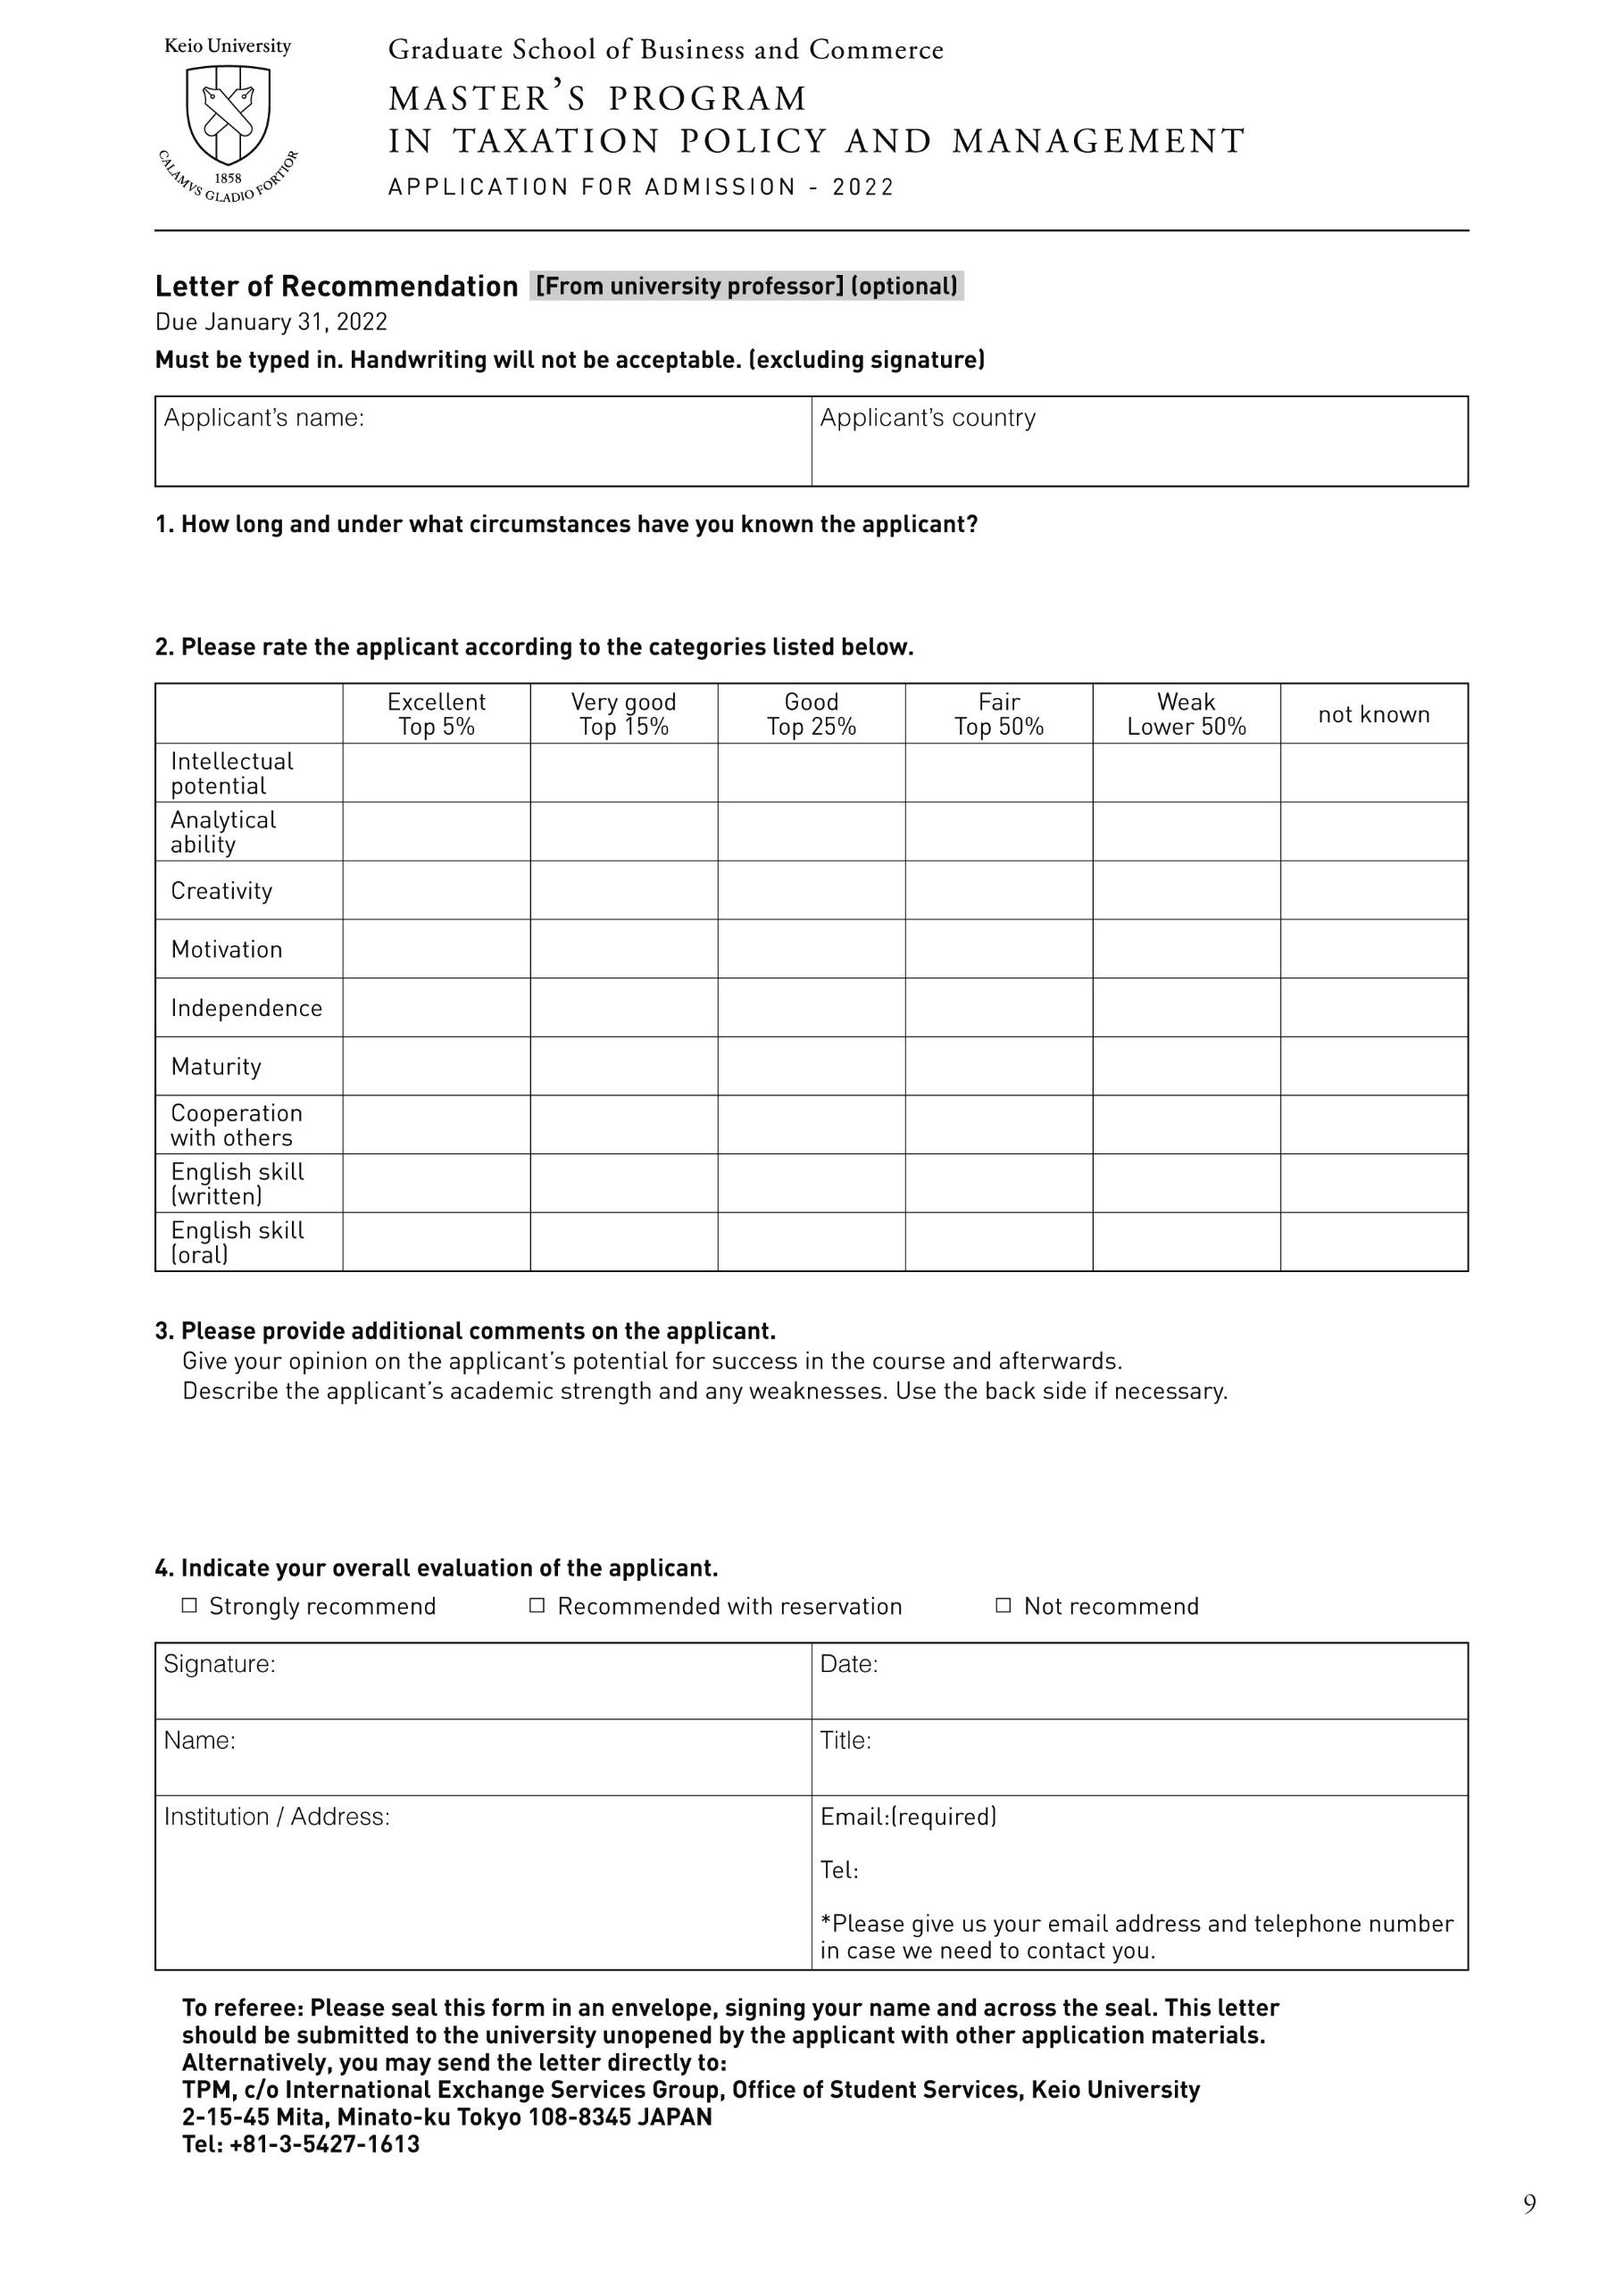 Keio University
1858
CALAMVS GLADIO FORTIOR
Graduate School of Business and Commerce
MASTER'S PROGRAM
IN TAXATION POLICY AND MANAGEMENT
APPLICATION FOR ADMISSION - 2022
Letter of Recommendation [From university professor] (optional)
Due January 31, 2022
Must be typed in. Handwriting will not be acceptable. (excluding signature)
Applicant's name: Applicant's country
1. How long and under what circumstances have you known the applicant?
2. Please rate the applicant according to the categories listed below.
Excellent Very good Good Fair Weak
Top 5% Top 15% Top 25% Top 50% Lower 50% not known
Intellectual
potential
Analytical
ability
Creativity
Motivation
Independence
Maturity
Cooperation
with others
English skill
(written)
English skill
(oral)
3. Please provide additional comments on the applicant.
Give your opinion on the applicant's potential for success in the course and afterwards.
Describe the applicant's academic strength and any weaknesses. Use the back side if necessary.
4. Indicate your overall evaluation of the applicant.
☐ Strongly recommend ☐ Recommended with reservation ☐ Not recommend
Signature: Date:
Name: Title:
Institution / Address: Email:(required)
Tel:
*Please give us your email address and telephone number
in case we need to contact you.
To referee: Please seal this form in an envelope, signing your name and across the seal. This letter
should be submitted to the university unopened by the applicant with other application materials.
Alternatively, you may send the letter directly to:
TPM, c/o International Exchange Services Group, Office of Student Services, Keio University
2-15-45 Mita, Minato-ku Tokyo 108-8345 JAPAN
Tel: +81-3-5427-1613
9